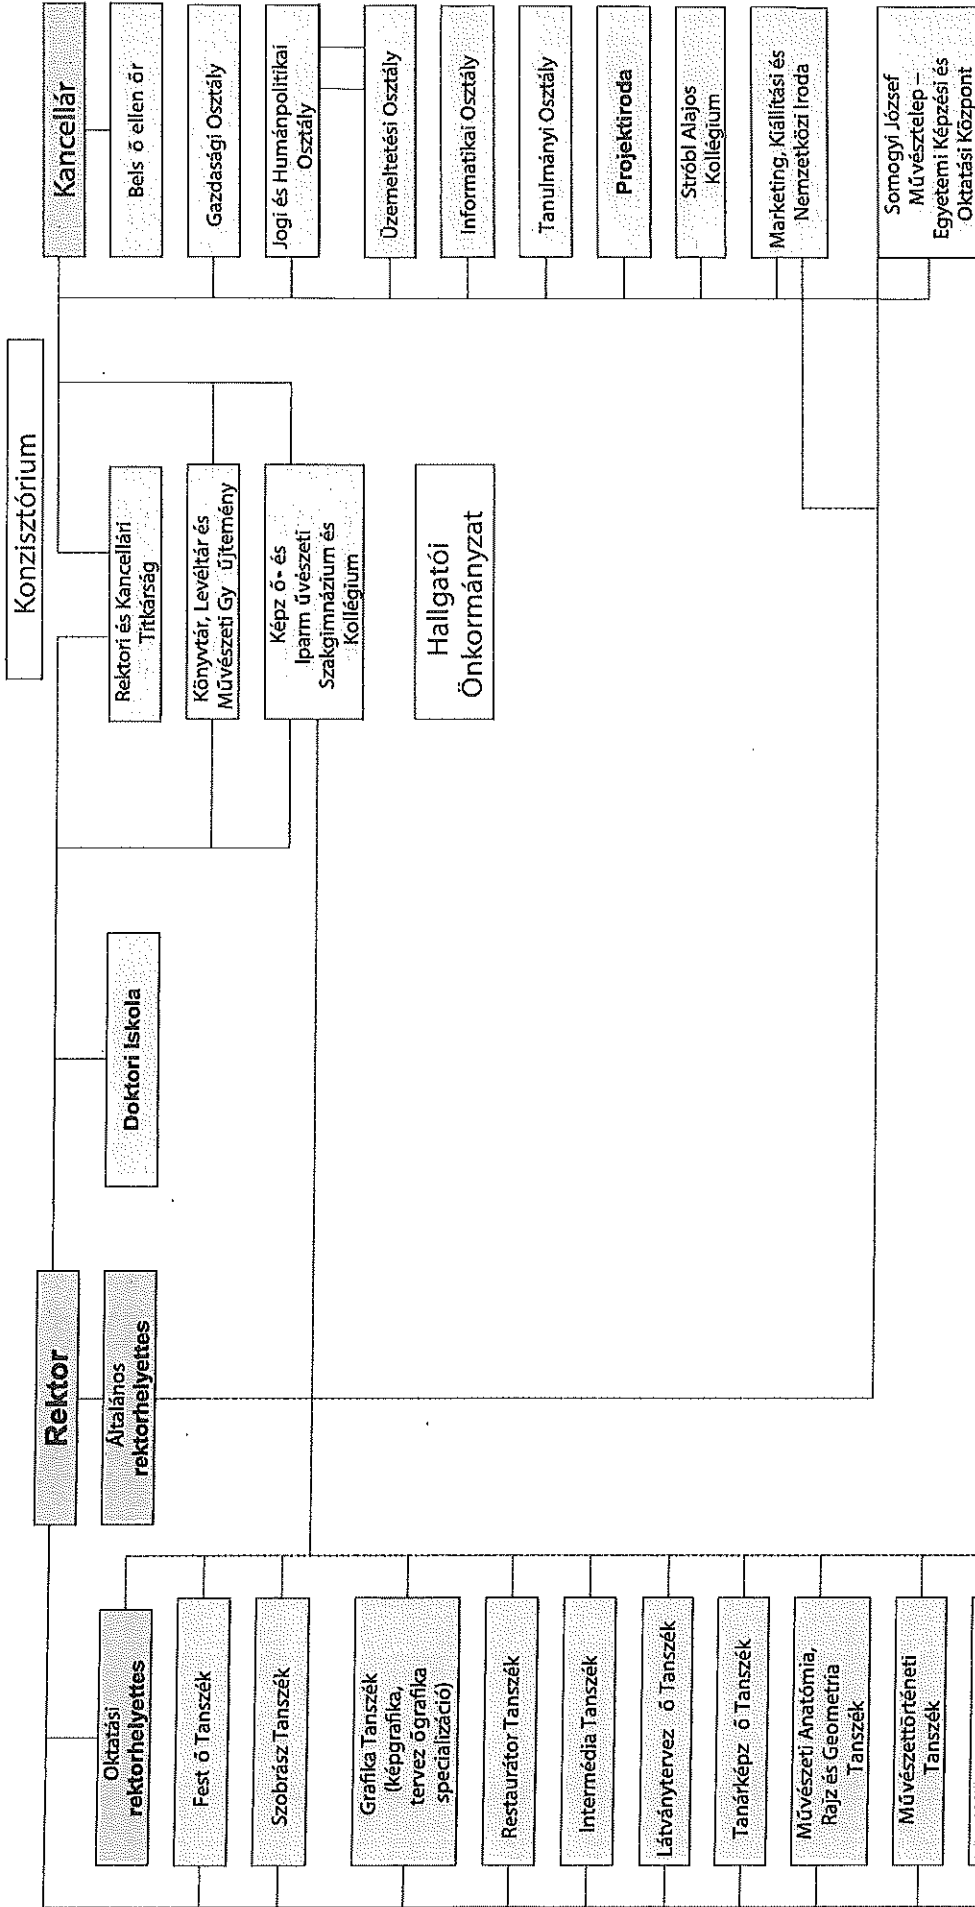 Konzisztórium
Rektor
Kancellár
Általános
rektorhelyettes
Oktatási
rektorhelyettes
Fest ő Tanszék
Szobrász Tanszék
Grafika Tanszék
(képgrafika,
tervez őgrafika
specializáció)
Restaurátor Tanszék
Intermédia Tanszék
Látványtervez ő Tanszék
Tanárképz ő Tanszék
Művészeti Anatómia,
Rajz és Geometria
Tanszék
Művészettörténeti
Tanszék
Doktori Iskola
Rektori és Kancellári
Titkárság
Könyvtár, Levéltár és
Művészeti Gy űjtemény
Képz ő- és
Iparm űvészeti
Szakgimnázium és
Kollégium
Hallgatói
Önkormányzat
Bels ő ellen őr
Gazdasági Osztály
Jogi és Humánpolitikai
Osztály
Üzemeltetési Osztály
Informatikai Osztály
Tanulmányi Osztály
Projektiroda
Stróbl Alajos
Kollégium
Marketing, Kiállítási és
Nemzetközi Iroda
Somogyi József
Művésztelep –
Egyetemi Képzési és
Oktatási Központ